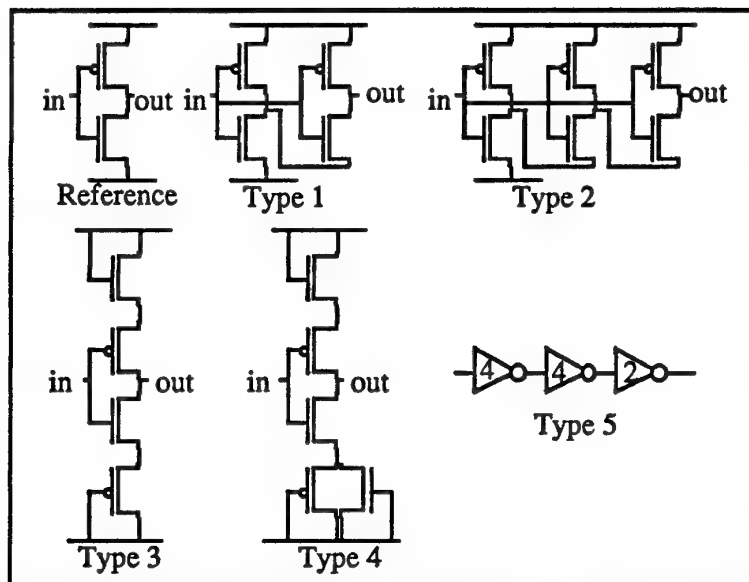 in out
in out
in out
Reference
Type 1
Type 2
in out
in out
4 4 2
Type 5
Type 3
Type 4